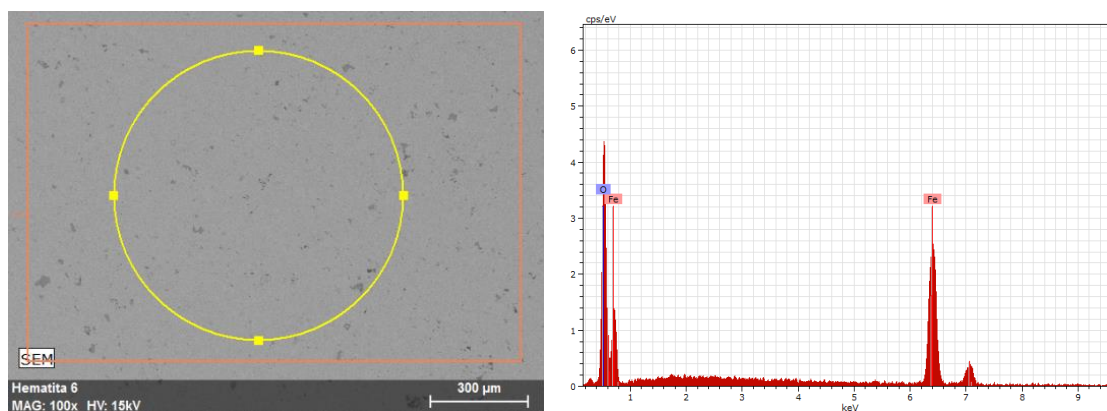 SEM
Hematita 6
MAG: 100x HV: 15kV
300 µm
cps/eV
6
5
4
3
2
1
0
O
Fe
Fe
1 2 3 4 5 6 7 8 9
keV